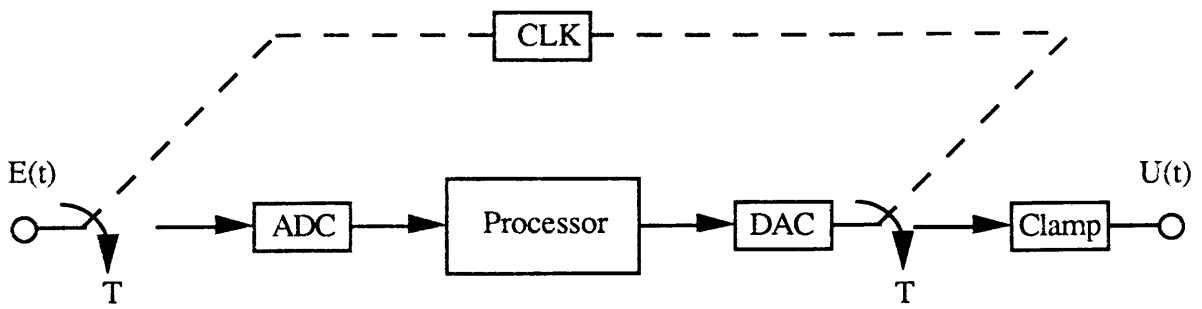 CLK
E(t)
U(t)
ADC
Processor
DAC
Clamp
T
T